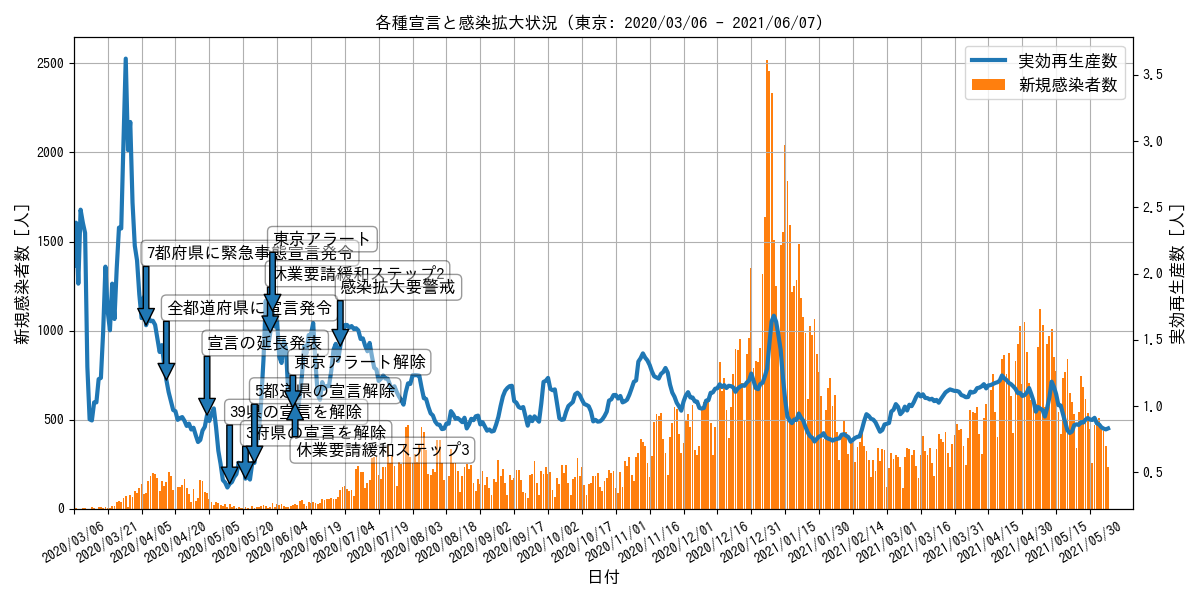 各種宣言と感染拡大状況 (東京: 2020/03/06 - 2021/06/07)
実効再生産数
新規感染者数
新規感染者数 [人]
2500
2000
1500
1000
500
0
3.5
3.0
2.5
2.0
1.5
1.0
0.5
実効再生産数 [人]
東京アラート
7都府県に緊急事態宣言発令
休業要請緩和ステップ2
感染拡大要警戒
全都道府県に宣言発令
宣言の延長発表
東京アラート解除
5都道県の宣言解除
39県の宣言を解除
3府県の宣言を解除
休業要請緩和ステップ3
2020/03/06
2020/03/21
2020/04/05
2020/04/20
2020/05/05
2020/05/20
2020/06/04
2020/06/19
2020/07/04
2020/07/19
2020/08/03
2020/08/18
2020/09/02
2020/09/17
2020/10/02
2020/10/17
2020/11/01
2020/11/16
2020/12/01
2020/12/16
2020/12/31
2021/01/15
2021/01/30
2021/02/14
2021/03/01
2021/03/16
2021/03/31
2021/04/15
2021/04/30
2021/05/15
2021/05/30
日付